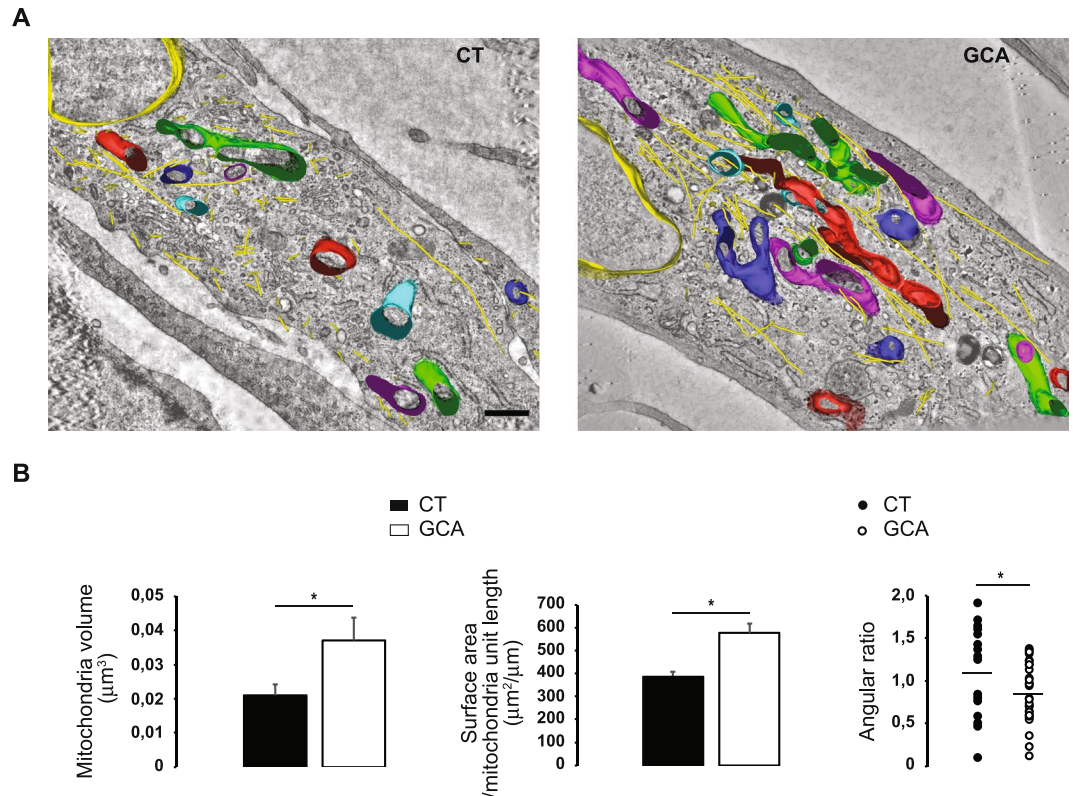 A
CT
GCA
B
CT
GCA
CT
GCA
Mitochondria volume
(μm³)
0,05
0,04
0,03
0,02
0,01
0
*
Surface area
/mitochondria unit length
(μm²/μm)
700
600
500
400
300
200
100
0
*
Angular ratio
2,0
1,5
1,0
0,5
0
*